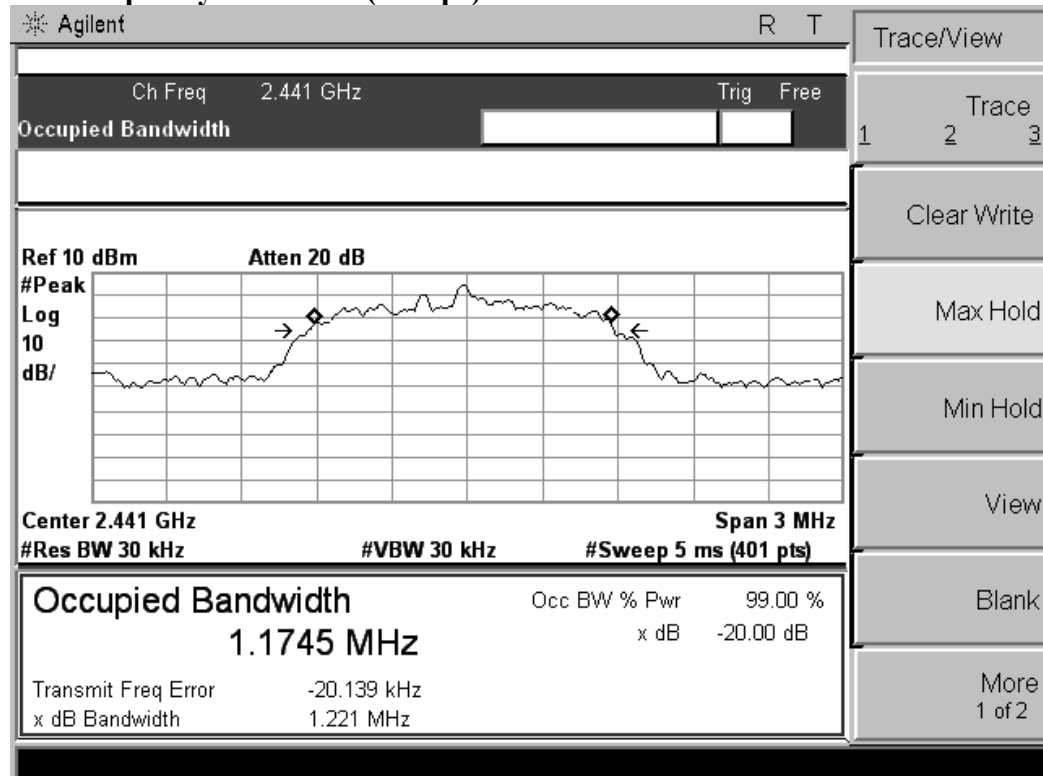 Agilent R T
Trace/View
Ch Freq 2.441 GHz Trig Free
Occupied Bandwidth
Trace
1 2 3
Clear Write
Ref 10 dBm Atten 20 dB
#Peak
Log
10
dB/
Max Hold
Min Hold
Center 2.441 GHz Span 3 MHz
#Res BW 30 kHz #VBW 30 kHz #Sweep 5 ms (401 pts)
View
Occupied Bandwidth Occ BW % Pwr 99.00 %
1.1745 MHz x dB -20.00 dB
Blank
Transmit Freq Error -20.139 kHz
x dB Bandwidth 1.221 MHz
More
1 of 2